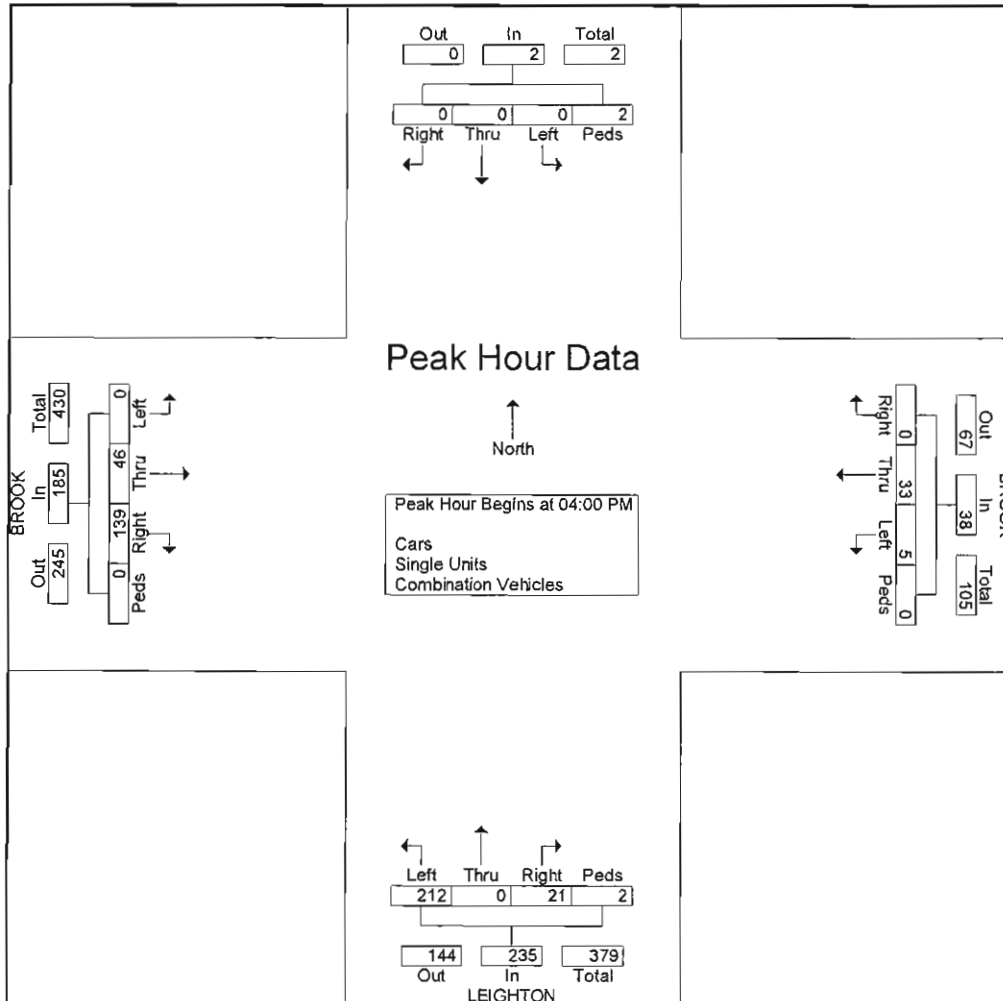 Out In Total
0 2 2
0 0 0 2
Right Thru Left Peds
Peak Hour Data
North
Peak Hour Begins at 04:00 PM
Cars
Single Units
Combination Vehicles
BROOK
Total In Out
430 185 245
0 46 139 0
Left Thru Right Peds
Out In Total
67 38 105
0 33 5 0
Right Thru Left Peds
Left Thru Right Peds
212 0 21 2
144 235 379
Out In Total
LEIGHTON